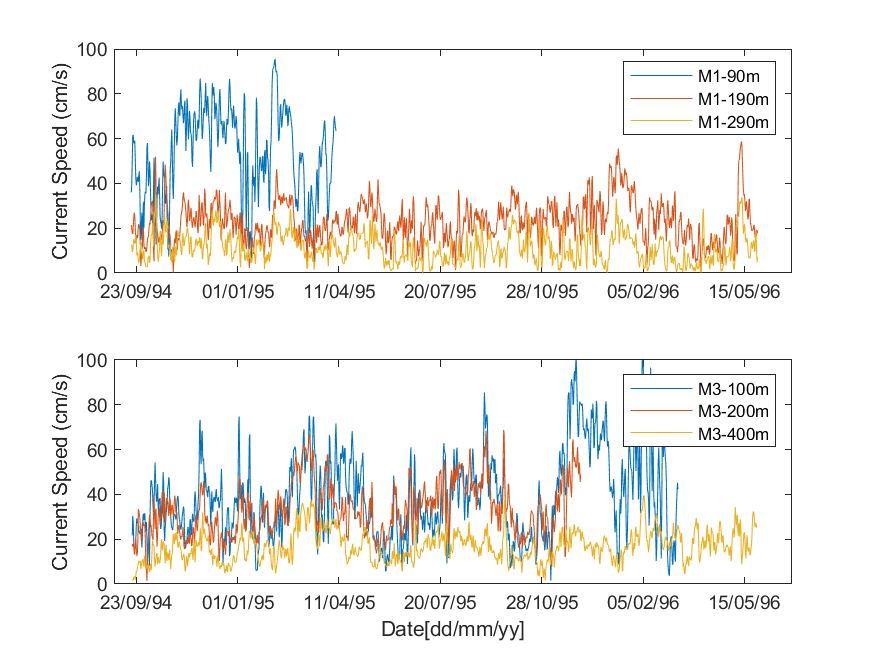 Current Speed (cm/s)
100
80
60
40
20
0
M1-90m
M1-190m
M1-290m
23/09/94 01/01/95 11/04/95 20/07/95 28/10/95 05/02/96 15/05/96
Current Speed (cm/s)
100
80
60
40
20
0
M3-100m
M3-200m
M3-400m
23/09/94 01/01/95 11/04/95 20/07/95 28/10/95 05/02/96 15/05/96
Date[dd/mm/yy]